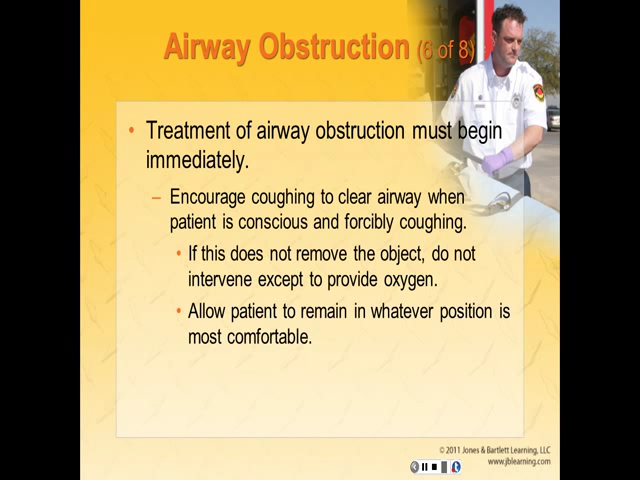 Airway Obstruction (6 of 8)
• Treatment of airway obstruction must begin
immediately.
– Encourage coughing to clear airway when
patient is conscious and forcibly coughing.
• If this does not remove the object, do not
intervene except to provide oxygen.
• Allow patient to remain in whatever position is
most comfortable.
© 2011 Jones & Bartlett Learning, LLC
www.jblearning.com